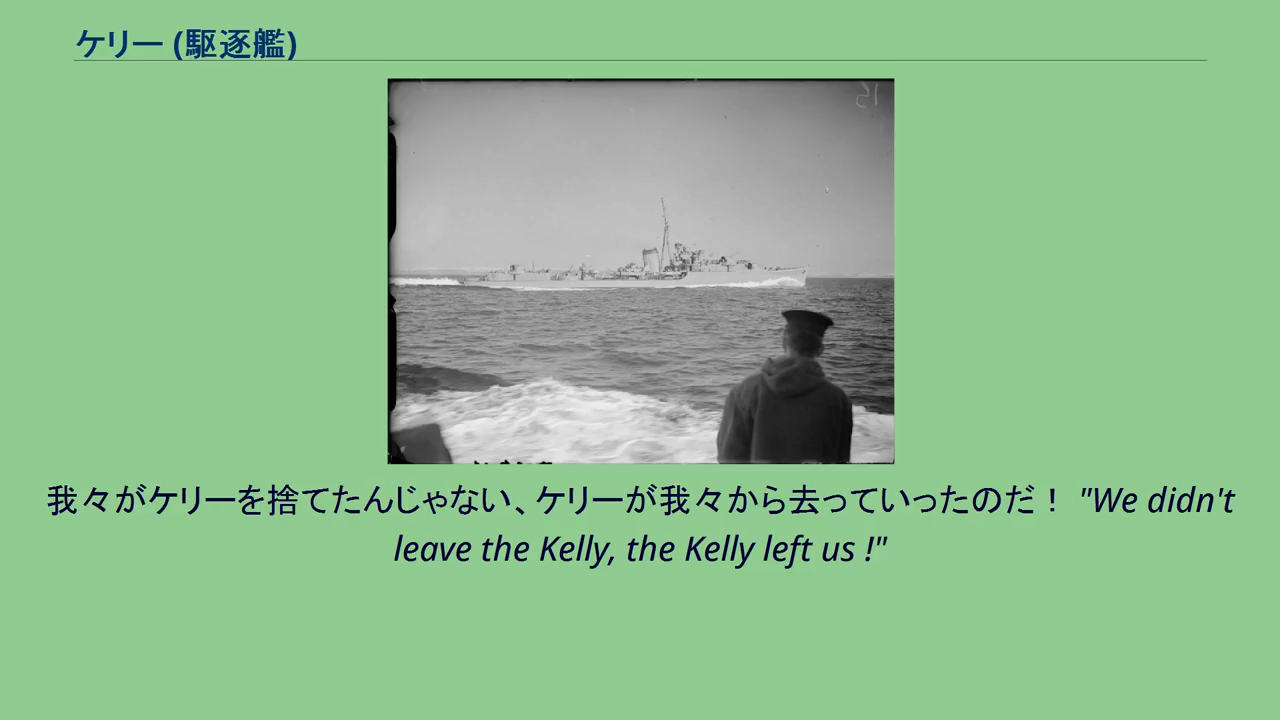 ケリー (駆逐艦)
我々がケリーを捨てたんじゃない、ケリーが我々から去っていったのだ！ "We didn't
leave the Kelly, the Kelly left us !"